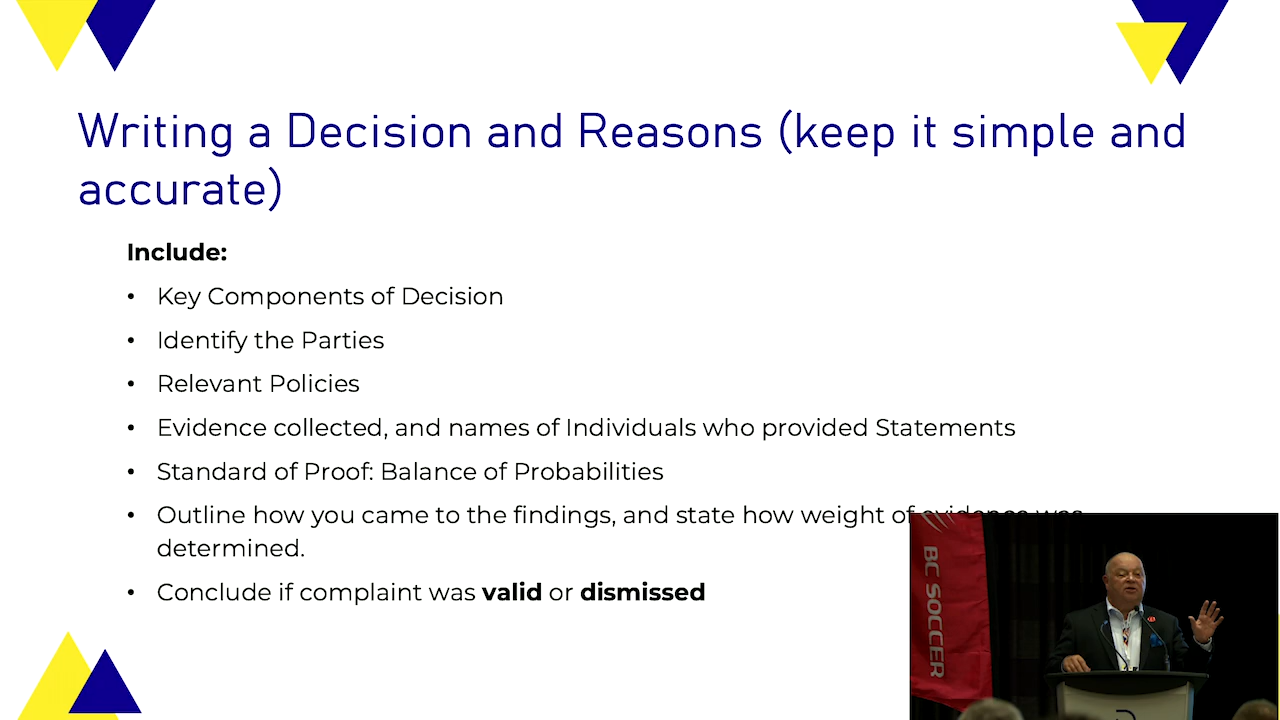 Writing a Decision and Reasons (keep it simple and
accurate)
Include:
• Key Components of Decision
• Identify the Parties
• Relevant Policies
• Evidence collected, and names of Individuals who provided Statements
• Standard of Proof: Balance of Probabilities
• Outline how you came to the findings, and state how weight of evidence was
determined.
• Conclude if complaint was valid or dismissed
BC SOCCER